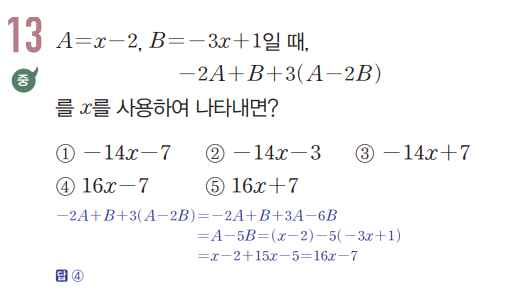 13 A=x-2, B=-3x+1일 때,
중 -2A+B+3(A-2B)
를 x를 사용하여 나타내면?
① -14x-7 ② -14x-3 ③ -14x+7
④ 16x-7 ⑤ 16x+7
-2A+B+3(A-2B)=-2A+B+3A-6B
=A-5B=(x-2)-5(-3x+1)
=x-2+15x-5=16x-7
답 ④